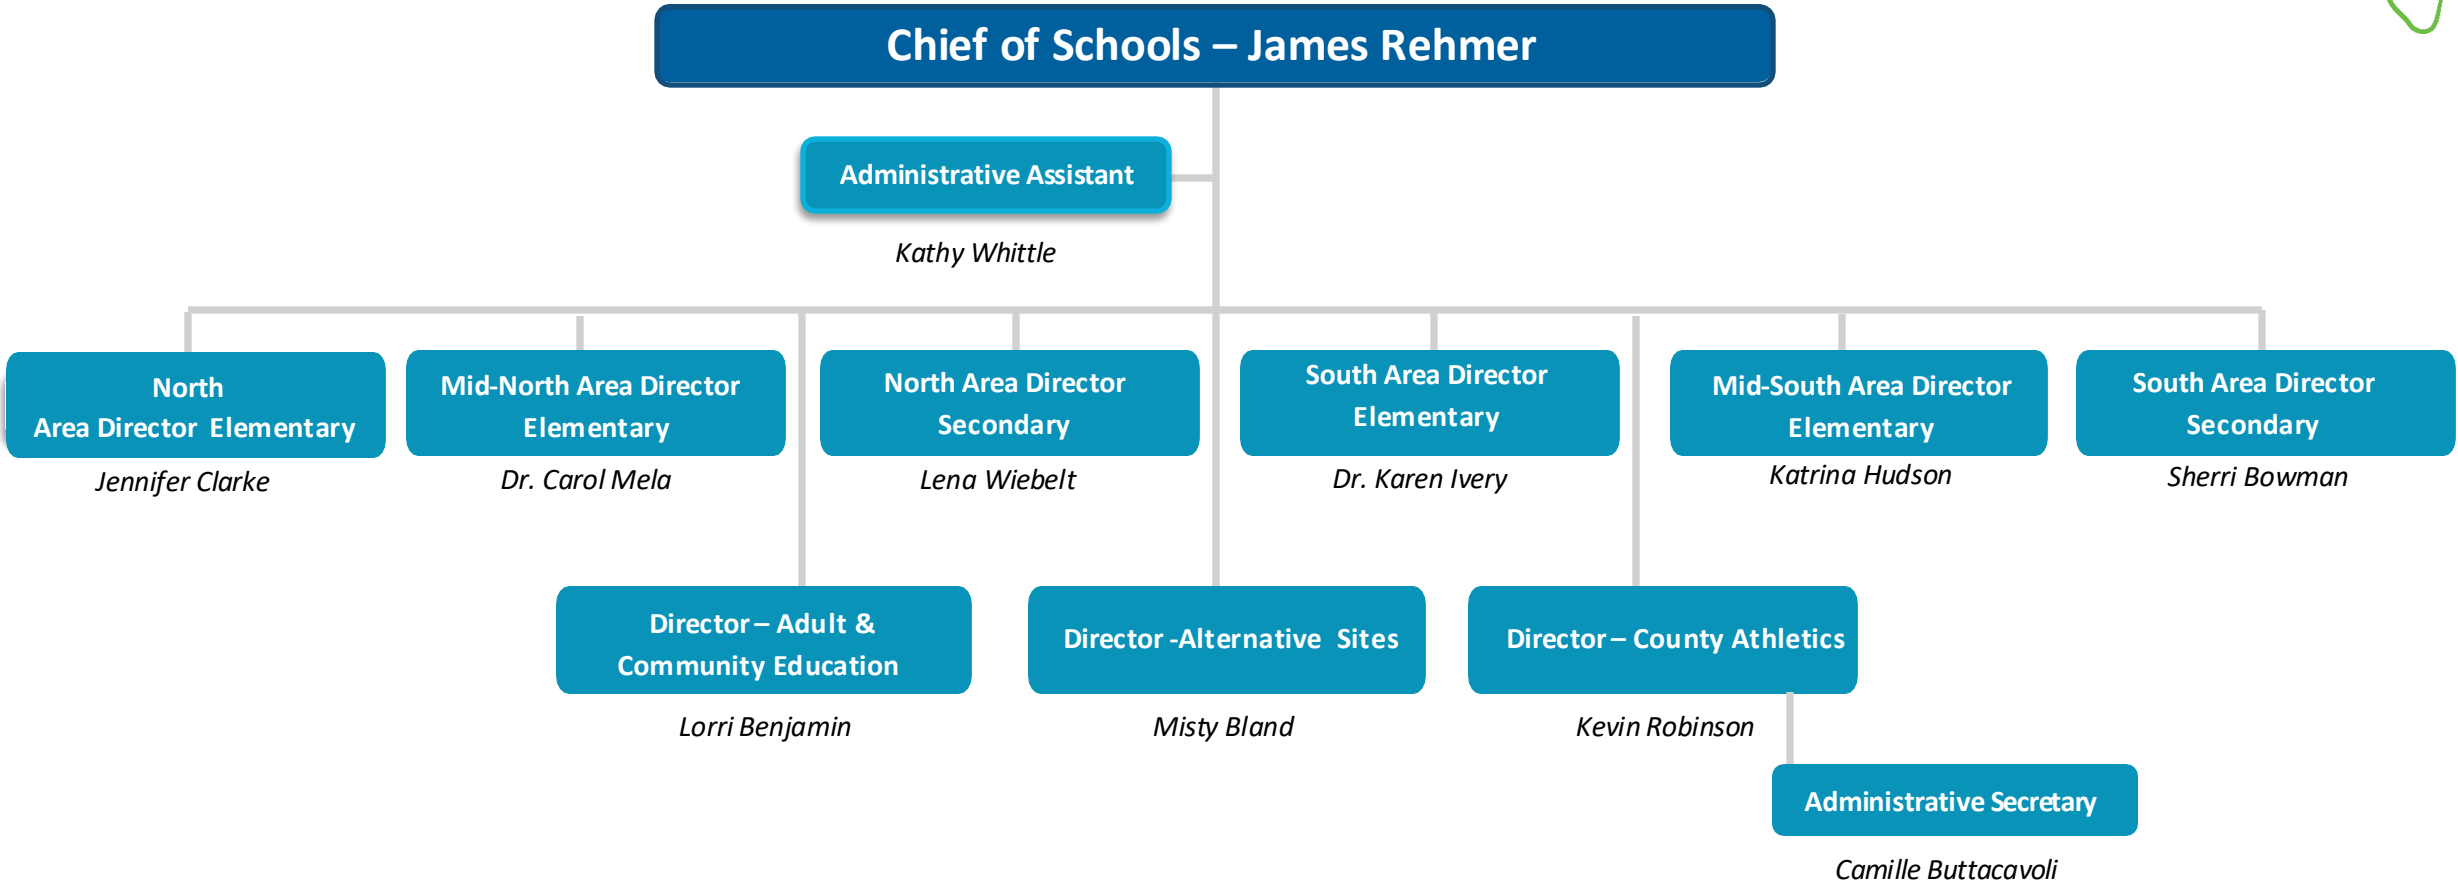 Chief of Schools – James Rehmer
Administrative Assistant
Kathy Whittle
North
Area Director Elementary
Jennifer Clarke
Mid-North Area Director
Elementary
Dr. Carol Mela
North Area Director
Secondary
Lena Wiebelt
South Area Director
Elementary
Dr. Karen Ivery
Mid-South Area Director
Elementary
Katrina Hudson
South Area Director
Secondary
Sherri Bowman
Director – Adult &
Community Education
Lorri Benjamin
Director -Alternative Sites
Misty Bland
Director – County Athletics
Kevin Robinson
Administrative Secretary
Camille Buttacavoli